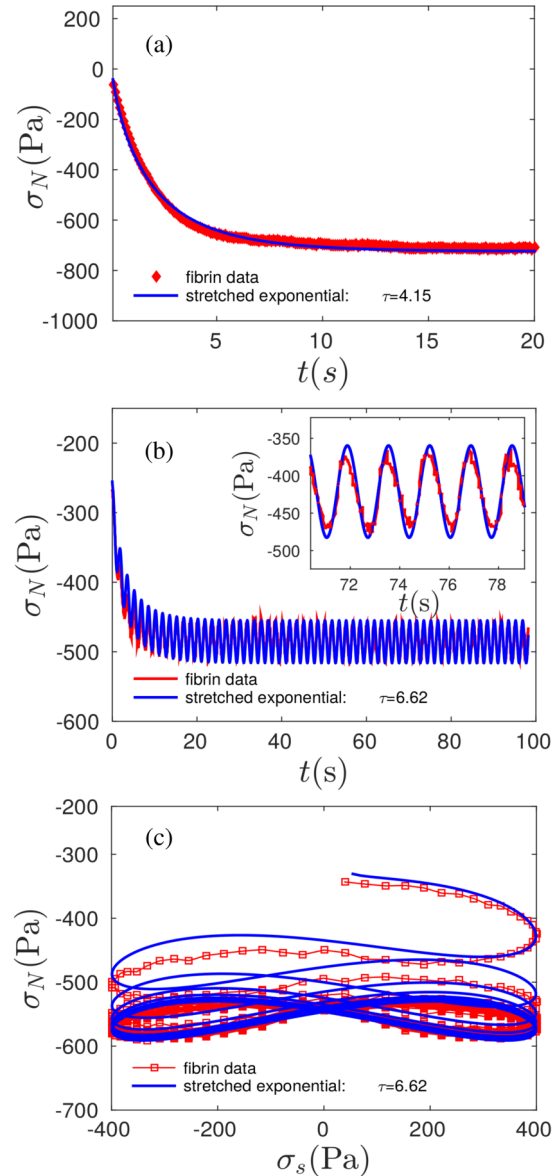 (a)
200
0
-200
-400
-600
-800
-1000
σN(Pa)
fibrin data
stretched exponential: τ=4.15
5 10 15 20
t(s)
(b)
-200
-300
-400
-500
-600
σN(Pa)
-350
-400
-450
-500
σN(Pa)
72 74 76 78
t(s)
fibrin data
stretched exponential: τ=6.62
0 20 40 60 80 100
t(s)
(c)
-200
-300
-400
-500
-600
-700
σN(Pa)
fibrin data
stretched exponential: τ=6.62
-400 -200 0 200 400
σs(Pa)